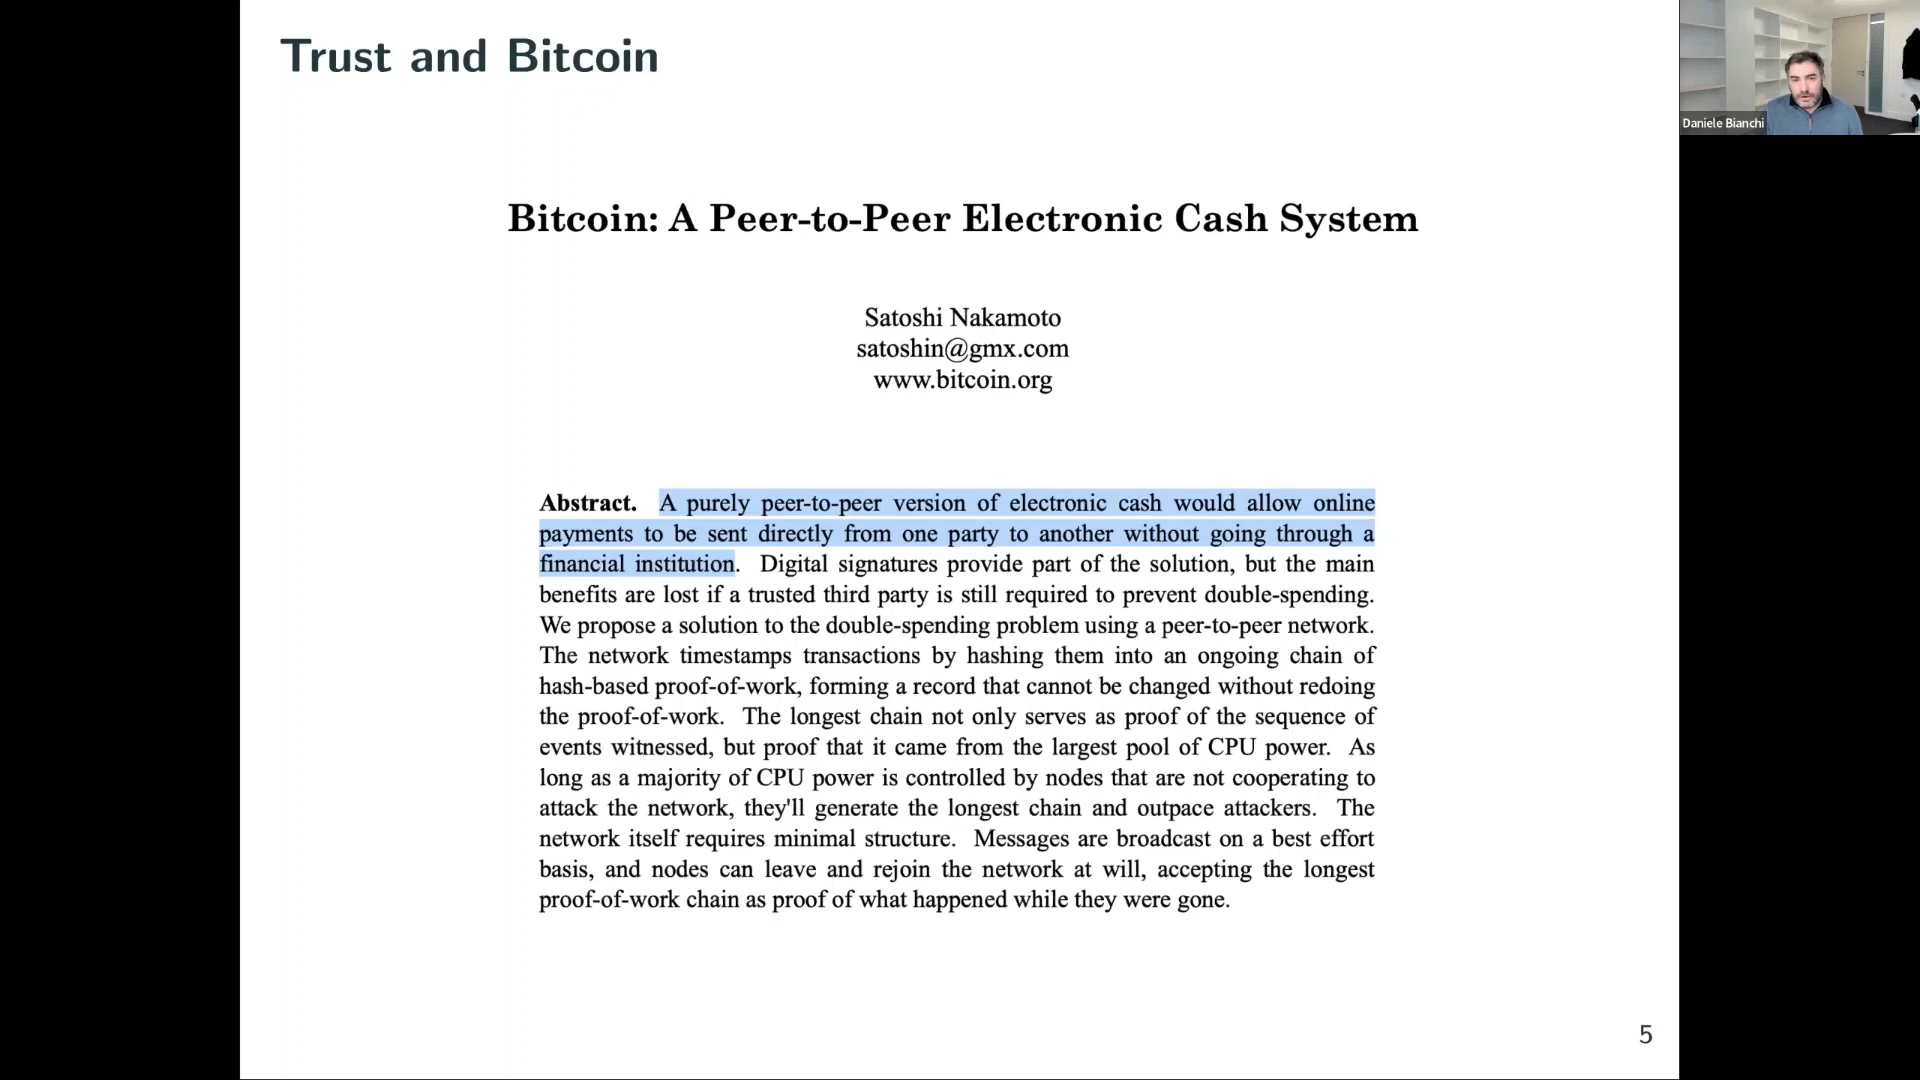 Trust and Bitcoin
Daniele Bianchi
Bitcoin: A Peer-to-Peer Electronic Cash System
Satoshi Nakamoto
satoshin@gmx.com
www.bitcoin.org
Abstract. A purely peer-to-peer version of electronic cash would allow online
payments to be sent directly from one party to another without going through a
financial institution. Digital signatures provide part of the solution, but the main
benefits are lost if a trusted third party is still required to prevent double-spending.
We propose a solution to the double-spending problem using a peer-to-peer network.
The network timestamps transactions by hashing them into an ongoing chain of
hash-based proof-of-work, forming a record that cannot be changed without redoing
the proof-of-work. The longest chain not only serves as proof of the sequence of
events witnessed, but proof that it came from the largest pool of CPU power. As
long as a majority of CPU power is controlled by nodes that are not cooperating to
attack the network, they'll generate the longest chain and outpace attackers. The
network itself requires minimal structure. Messages are broadcast on a best effort
basis, and nodes can leave and rejoin the network at will, accepting the longest
proof-of-work chain as proof of what happened while they were gone.
5